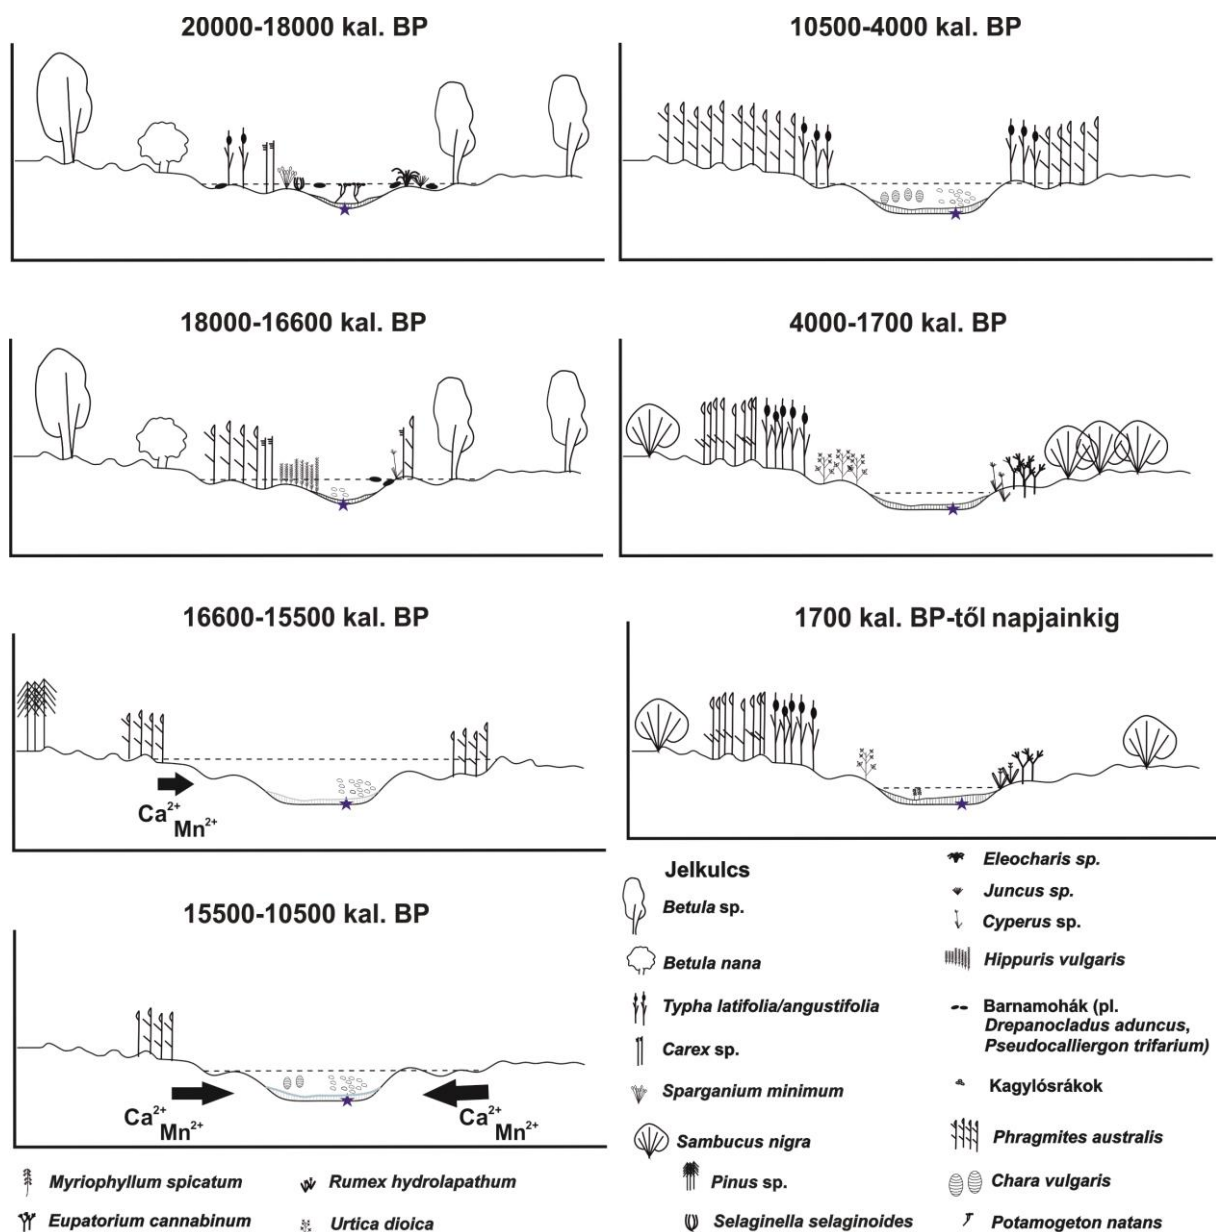 20000-18000 kal. BP
18000-16600 kal. BP
16600-15500 kal. BP
Ca2+
Mn2+
15500-10500 kal. BP
Ca2+
Mn2+
Ca2+
Mn2+
10500-4000 kal. BP
4000-1700 kal. BP
1700 kal. BP-től napjainkig
Jelkulcs
Betula sp.
Betula nana
Typha latifolia/angustifolia
Carex sp.
Sparganium minimum
Sambucus nigra
Pinus sp.
Selaginella selaginoides
Eleocharis sp.
Juncus sp.
Cyperus sp.
Hippuris vulgaris
Barnamohák (pl.
Drepanocladus aduncus,
Pseudocalliergon trifarium)
Kagylósrákok
Phragmites australis
Chara vulgaris
Potamogeton natans
Myriophyllum spicatum
Eupatorium cannabinum
Rumex hydrolapathum
Urtica dioica